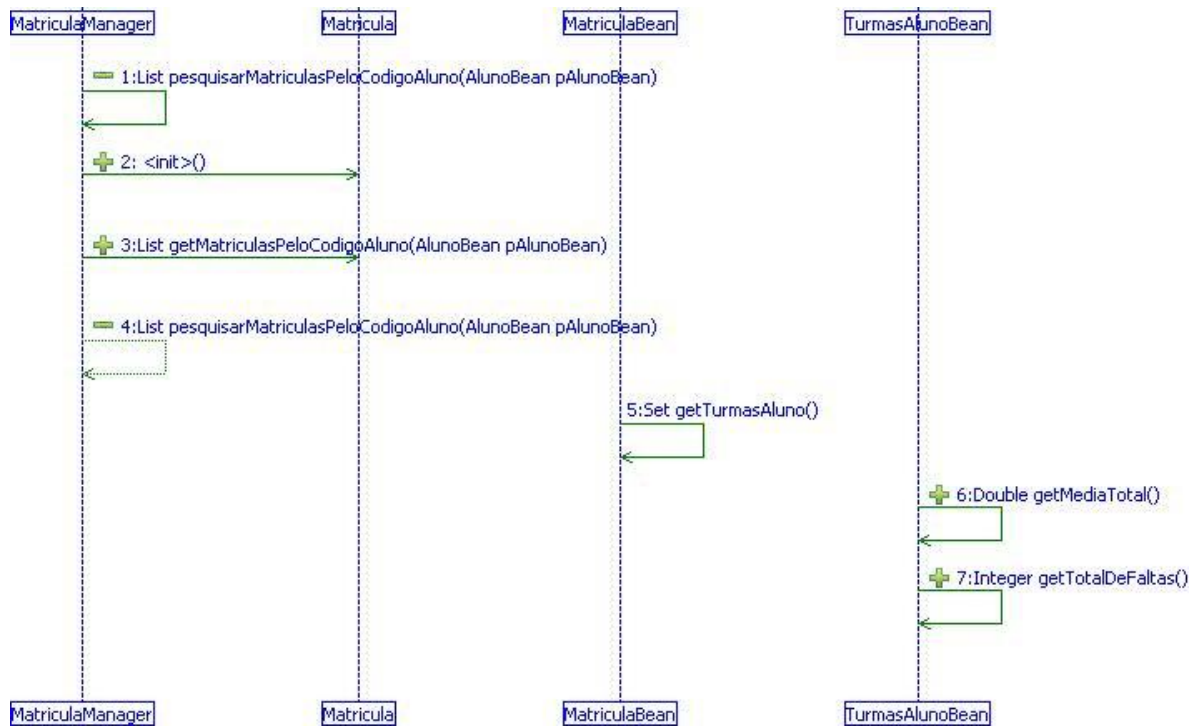 MatriculaManager Matricula MatriculaBean TurmasAlunoBean
1:List pesquisarMatriculasPeloCodigoAluno(AlunoBean pAlunoBean)
2: <init>()
3:List getMatriculasPeloCodigoAluno(AlunoBean pAlunoBean)
4:List pesquisarMatriculasPeloCodigoAluno(AlunoBean pAlunoBean)
5:Set getTurmasAluno()
6:Double getMediaTotal()
7:Integer getTotalDeFaltas()
MatriculaManager Matricula MatriculaBean TurmasAlunoBean